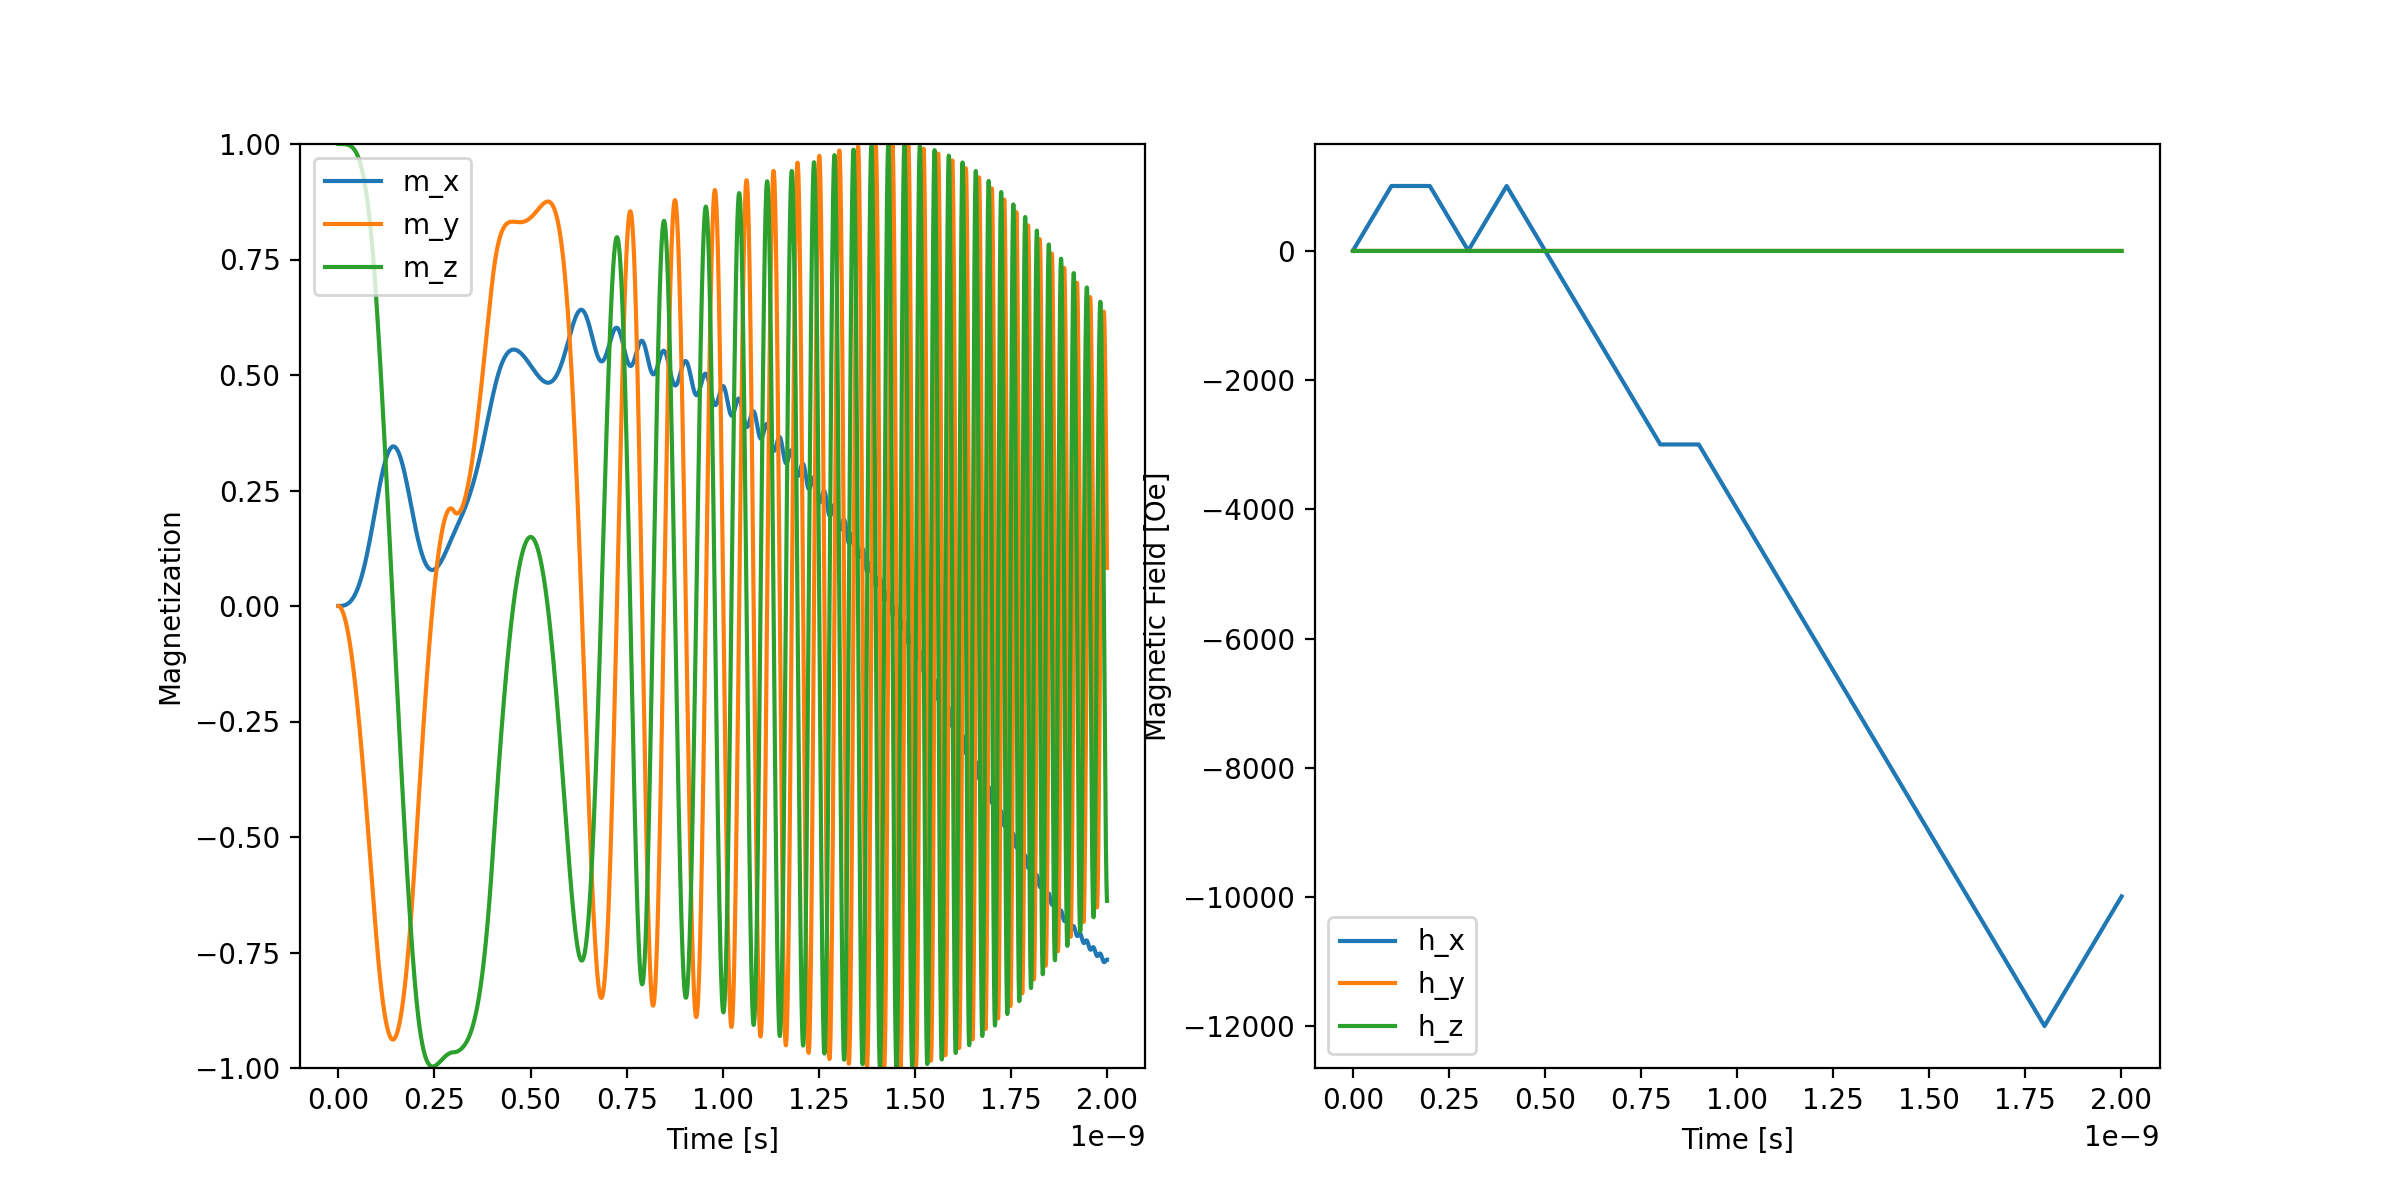 1.00
0.75
0.50
0.25
0.00
−0.25
−0.50
−0.75
−1.00
Magnetization
m_x
m_y
m_z
0.00 0.25 0.50 0.75 1.00 1.25 1.50 1.75 2.00
Time [s]
1e−9
0
−2000
−4000
−6000
−8000
−10000
−12000
Magnetic Field [Oe]
h_x
h_y
h_z
0.00 0.25 0.50 0.75 1.00 1.25 1.50 1.75 2.00
Time [s]
1e−9